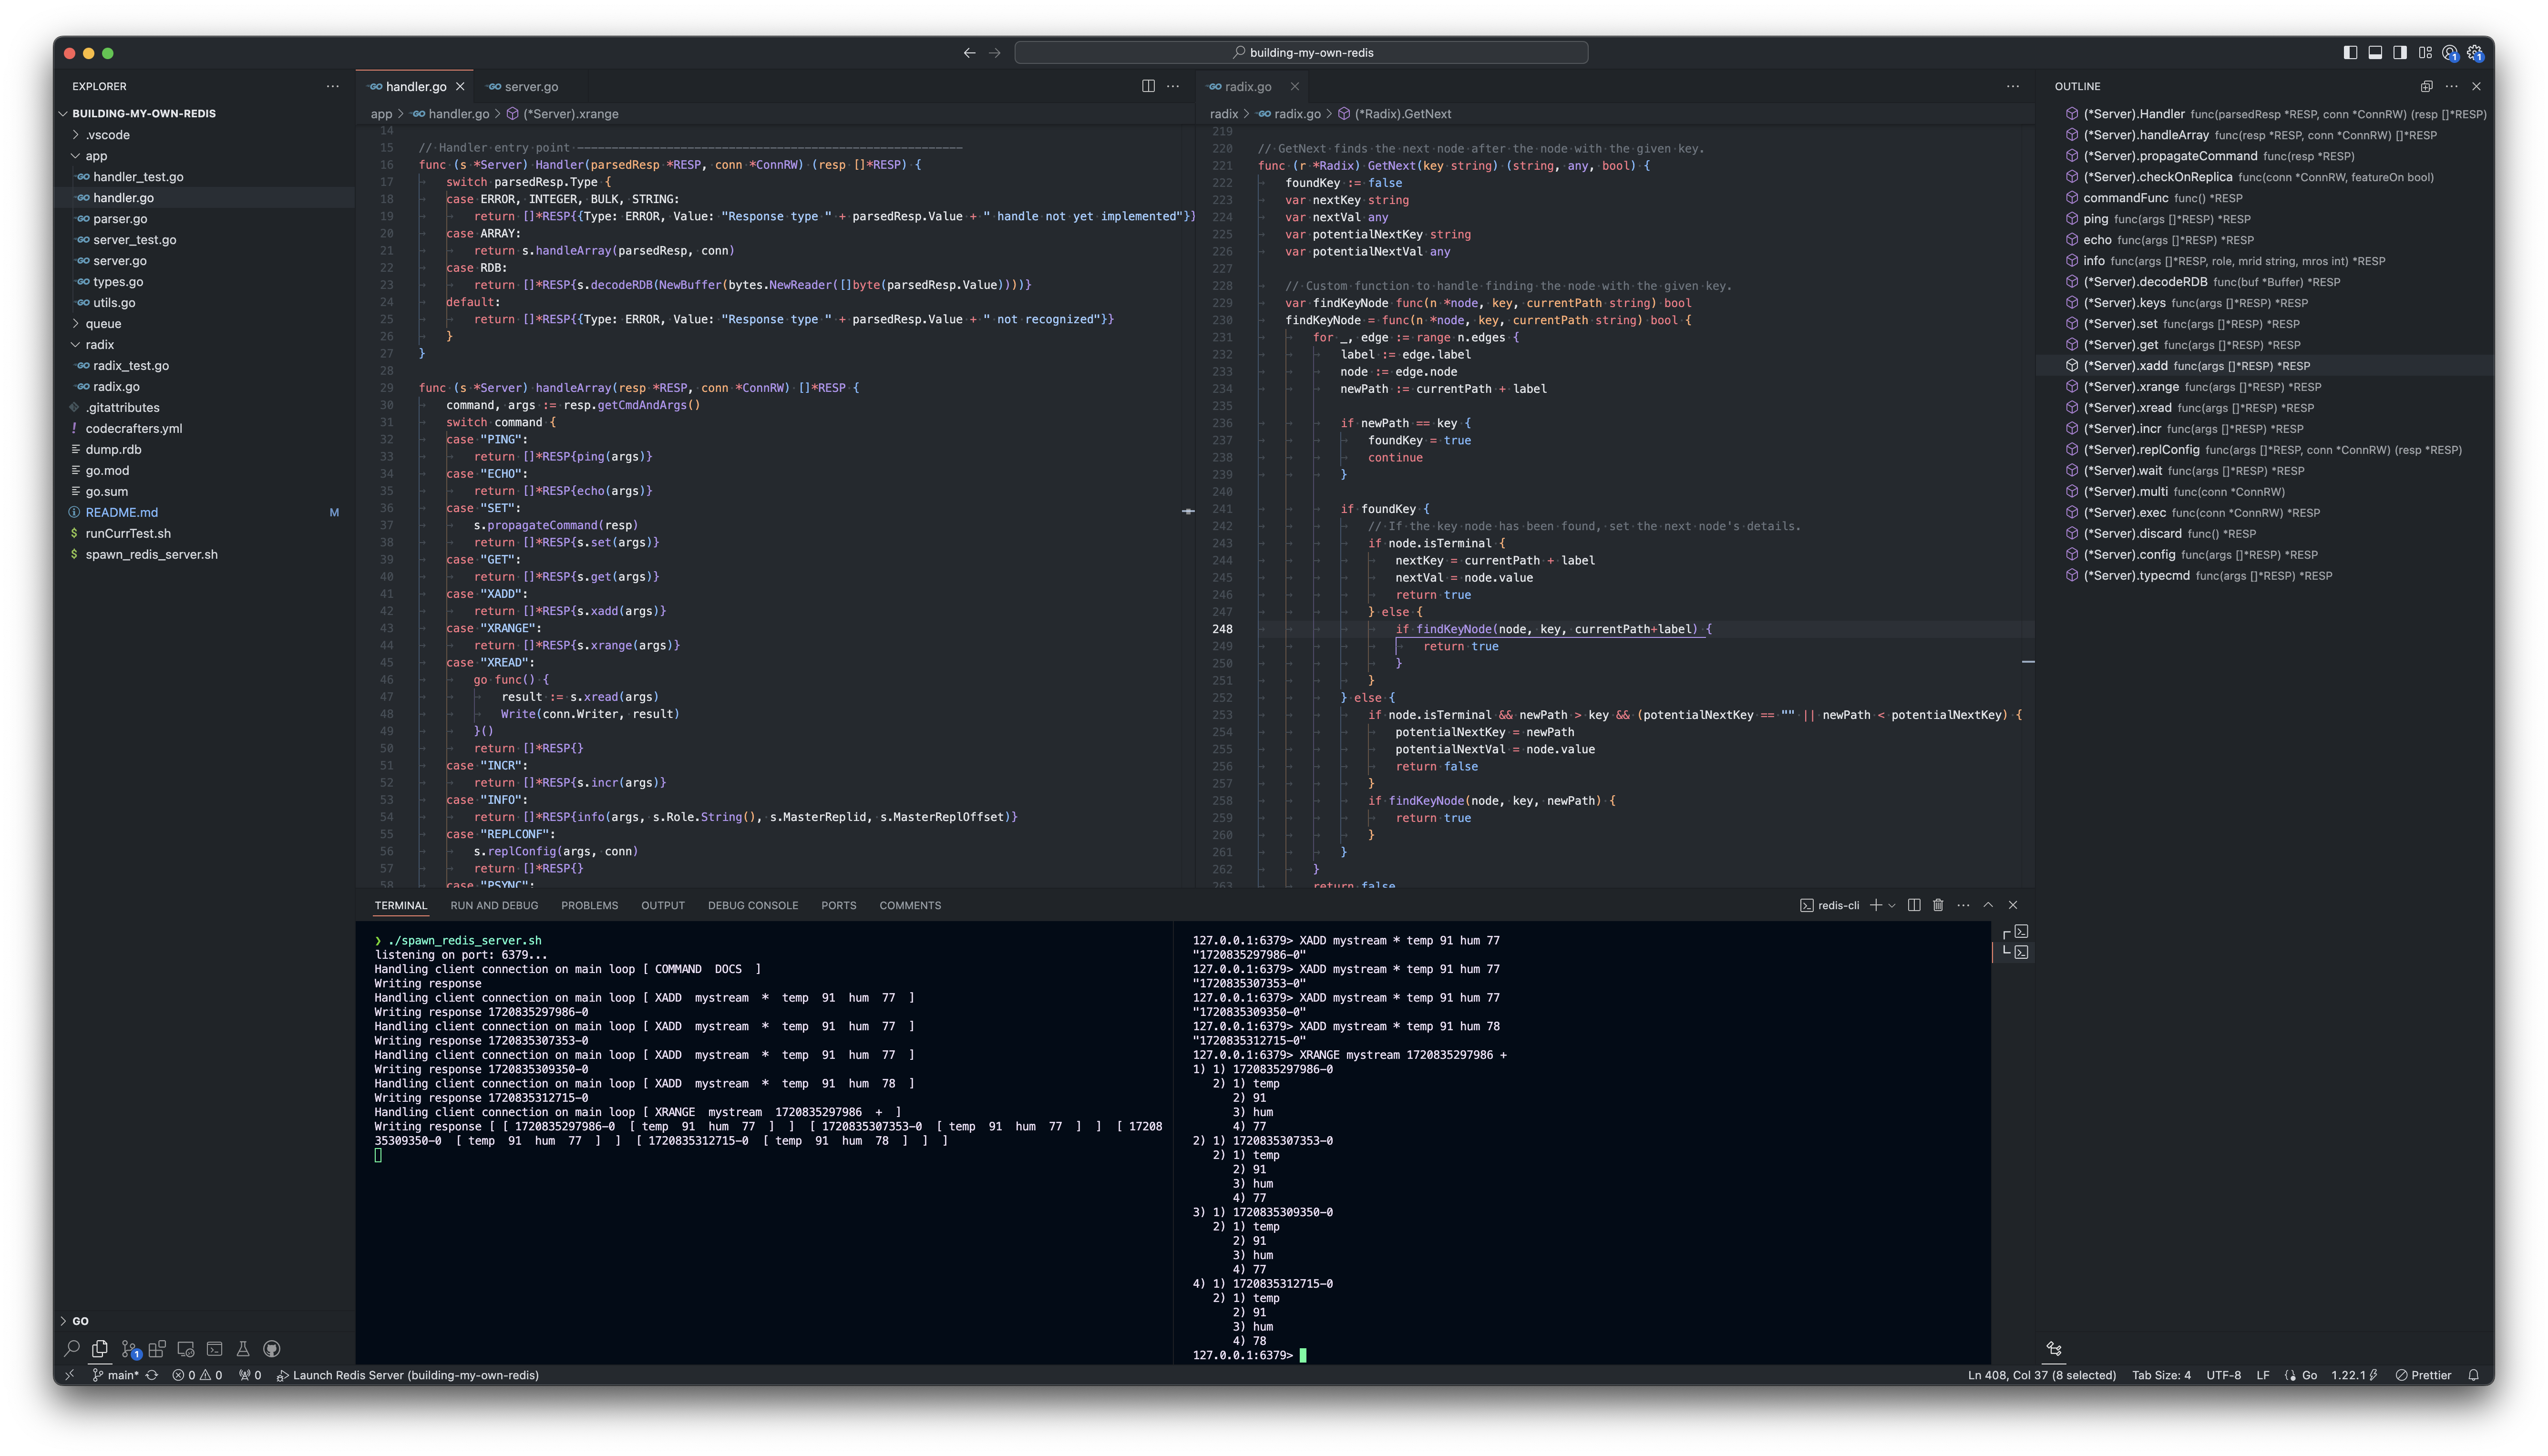 building-my-own-redis
EXPLORER
BUILDING-MY-OWN-REDIS
.vscode
app
handler_test.go
handler.go
parser.go
server_test.go
server.go
types.go
utils.go
queue
radix
radix_test.go
radix.go
.gitattributes
codecrafters.yml
dump.rdb
go.mod
go.sum
README.md M
runCurrTest.sh
spawn_redis_server.sh
GO
handler.go
server.go
app > handler.go > (*Server).xrange
14
15 // Handler entry point ————————————————————————————————————————————————————————
16 func (s *Server) Handler(parsedResp *RESP, conn *ConnRW) (resp []*RESP) {
17 switch parsedResp.Type {
18 case ERROR, INTEGER, BULK, STRING:
19 return []*RESP{{Type: ERROR, Value: "Response type " + parsedResp.Value + " handle not yet implemented"}}
20 case ARRAY:
21 return s.handleArray(parsedResp, conn)
22 case RDB:
23 return []*RESP{s.decodeRDB(NewBuffer(bytes.NewReader([]byte(parsedResp.Value))))}
24 default:
25 return []*RESP{{Type: ERROR, Value: "Response type " + parsedResp.Value + " not recognized"}}
26 }
27 }
28
29 func (s *Server) handleArray(resp *RESP, conn *ConnRW) []*RESP {
30 command, args := resp.getCmdAndArgs()
31 switch command {
32 case "PING":
33 return []*RESP{ping(args)}
34 case "ECHO":
35 return []*RESP{echo(args)}
36 case "SET":
37 s.propagateCommand(resp)
38 return []*RESP{s.set(args)}
39 case "GET":
40 return []*RESP{s.get(args)}
41 case "XADD":
42 return []*RESP{s.xadd(args)}
43 case "XRANGE":
44 return []*RESP{s.xrange(args)}
45 case "XREAD":
46 go func() {
47 result := s.xread(args)
48 Write(conn.Writer, result)
49 }()
50 return []*RESP{}
51 case "INCR":
52 return []*RESP{s.incr(args)}
53 case "INFO":
54 return []*RESP{info(args, s.Role.String(), s.MasterReplid, s.MasterReplOffset)}
55 case "REPLCONF":
56 s.replConfig(args, conn)
57 return []*RESP{}
58 case "PSYNC":
radix.go
radix > radix.go > (*Radix).GetNext
219
220 // GetNext finds the next node after the node with the given key.
221 func (r *Radix) GetNext(key string) (string, any, bool) {
222 foundKey := false
223 var nextKey string
224 var nextVal any
225 var potentialNextKey string
226 var potentialNextVal any
227
228 // Custom function to handle finding the node with the given key.
229 var findKeyNode func(n *node, key, currentPath string) bool
230 findKeyNode = func(n *node, key, currentPath string) bool {
231 for _, edge := range n.edges {
232 label := edge.label
233 node := edge.node
234 newPath := currentPath + label
235
236 if newPath == key {
237 foundKey = true
238 continue
239 }
240
241 if foundKey {
242 // If the key node has been found, set the next node's details.
243 if node.isTerminal {
244 nextKey = currentPath + label
245 nextVal = node.value
246 return true
247 } else {
248 if findKeyNode(node, key, currentPath+label) {
249 return true
250 }
251 }
252 } else {
253 if node.isTerminal && newPath > key && (potentialNextKey == "" || newPath < potentialNextKey) {
254 potentialNextKey = newPath
255 potentialNextVal = node.value
256 return false
257 }
258 if findKeyNode(node, key, newPath) {
259 return true
260 }
261 }
262 }
263 return false
OUTLINE
(*Server).Handler func(parsedResp *RESP, conn *ConnRW) (resp []*RESP)
(*Server).handleArray func(resp *RESP, conn *ConnRW) []*RESP
(*Server).propagateCommand func(resp *RESP)
(*Server).checkOnReplica func(conn *ConnRW, featureOn bool)
commandFunc func() *RESP
ping func(args []*RESP) *RESP
echo func(args []*RESP) *RESP
info func(args []*RESP, role, mrid string, mros int) *RESP
(*Server).decodeRDB func(buf *Buffer) *RESP
(*Server).keys func(args []*RESP) *RESP
(*Server).set func(args []*RESP) *RESP
(*Server).get func(args []*RESP) *RESP
(*Server).xadd func(args []*RESP) *RESP
(*Server).xrange func(args []*RESP) *RESP
(*Server).xread func(args []*RESP) *RESP
(*Server).incr func(args []*RESP) *RESP
(*Server).replConfig func(args []*RESP, conn *ConnRW) (resp *RESP)
(*Server).wait func(args []*RESP) *RESP
(*Server).multi func(conn *ConnRW)
(*Server).exec func(conn *ConnRW) *RESP
(*Server).discard func() *RESP
(*Server).config func(args []*RESP) *RESP
(*Server).typecmd func(args []*RESP) *RESP
TERMINAL RUN AND DEBUG PROBLEMS OUTPUT DEBUG CONSOLE PORTS COMMENTS
redis-cli
❯ ./spawn_redis_server.sh
listening on port: 6379...
Handling client connection on main loop [ COMMAND DOCS ]
Writing response
Handling client connection on main loop [ XADD mystream * temp 91 hum 77 ]
Writing response 1720835297986-0
Handling client connection on main loop [ XADD mystream * temp 91 hum 77 ]
Writing response 1720835307353-0
Handling client connection on main loop [ XADD mystream * temp 91 hum 77 ]
Writing response 1720835309350-0
Handling client connection on main loop [ XADD mystream * temp 91 hum 78 ]
Writing response 1720835312715-0
Handling client connection on main loop [ XRANGE mystream 1720835297986 + ]
Writing response [ [ 1720835297986-0 [ temp 91 hum 77 ] ] [ 1720835307353-0 [ temp 91 hum 77 ] ] [ 17208
35309350-0 [ temp 91 hum 77 ] ] [ 1720835312715-0 [ temp 91 hum 78 ] ] ]
127.0.0.1:6379> XADD mystream * temp 91 hum 77
"1720835297986-0"
127.0.0.1:6379> XADD mystream * temp 91 hum 77
"1720835307353-0"
127.0.0.1:6379> XADD mystream * temp 91 hum 77
"1720835309350-0"
127.0.0.1:6379> XADD mystream * temp 91 hum 78
"1720835312715-0"
127.0.0.1:6379> XRANGE mystream 1720835297986 +
1) 1) 1720835297986-0
2) 1) temp
2) 91
3) hum
4) 77
2) 1) 1720835307353-0
2) 1) temp
2) 91
3) hum
4) 77
3) 1) 1720835309350-0
2) 1) temp
2) 91
3) hum
4) 77
4) 1) 1720835312715-0
2) 1) temp
2) 91
3) hum
4) 78
127.0.0.1:6379>
main* 0 0 0 Launch Redis Server (building-my-own-redis)
Ln 408, Col 37 (8 selected) Tab Size: 4 UTF-8 LF Go 1.22.1 Prettier